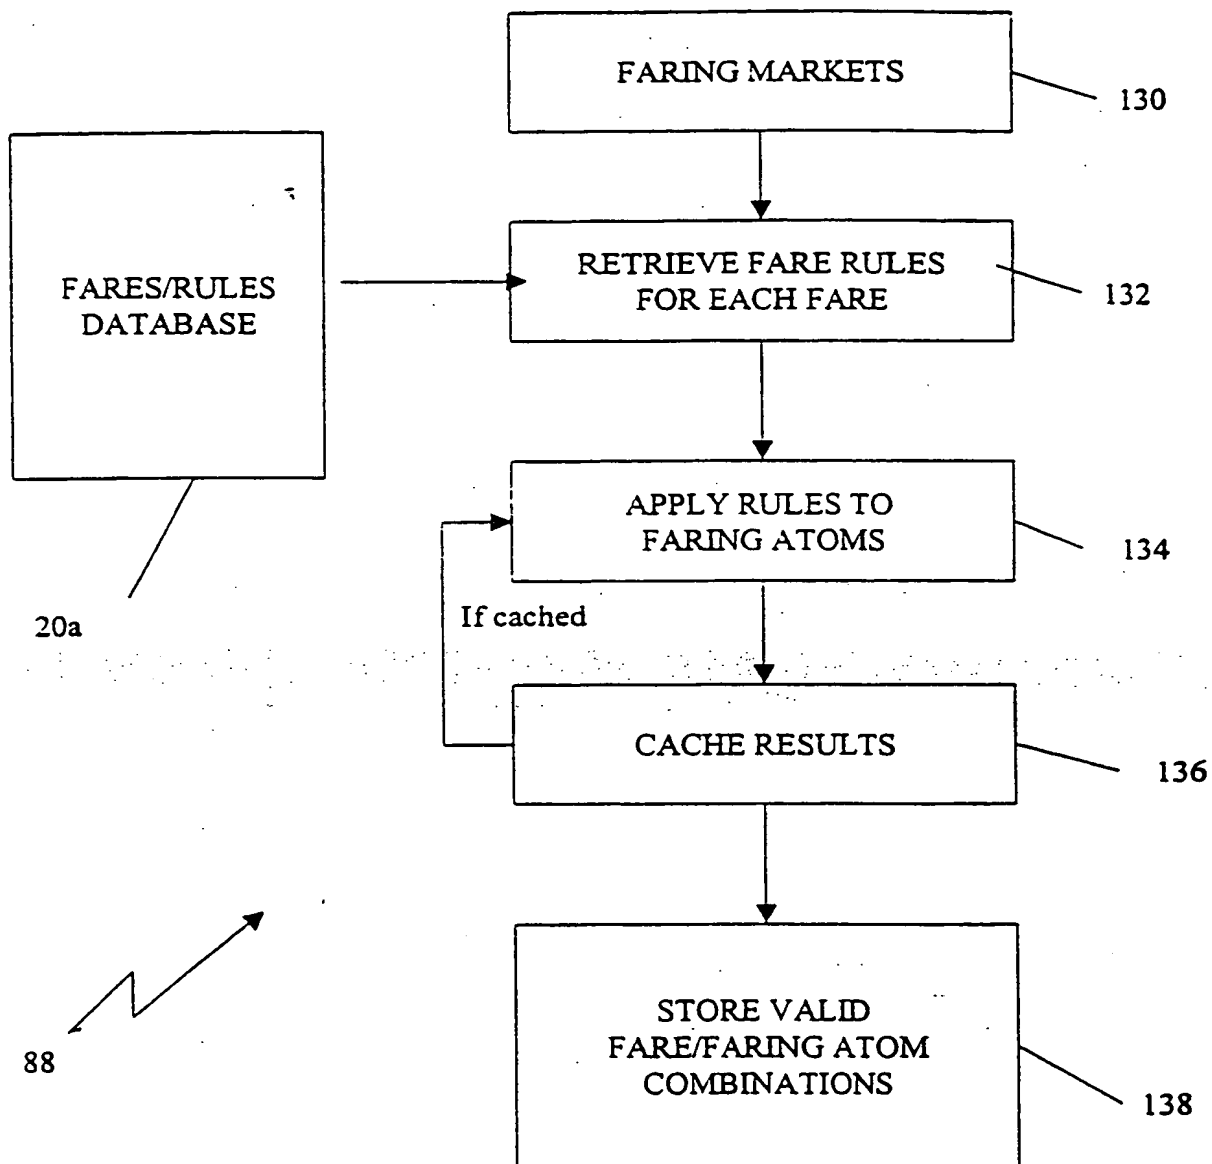 FARING MARKETS
130
FARES/RULES
DATABASE
20a
RETRIEVE FARE RULES
FOR EACH FARE
132
APPLY RULES TO
FARING ATOMS
134
If cached
CACHE RESULTS
136
88
STORE VALID
FARE/FARING ATOM
COMBINATIONS
138